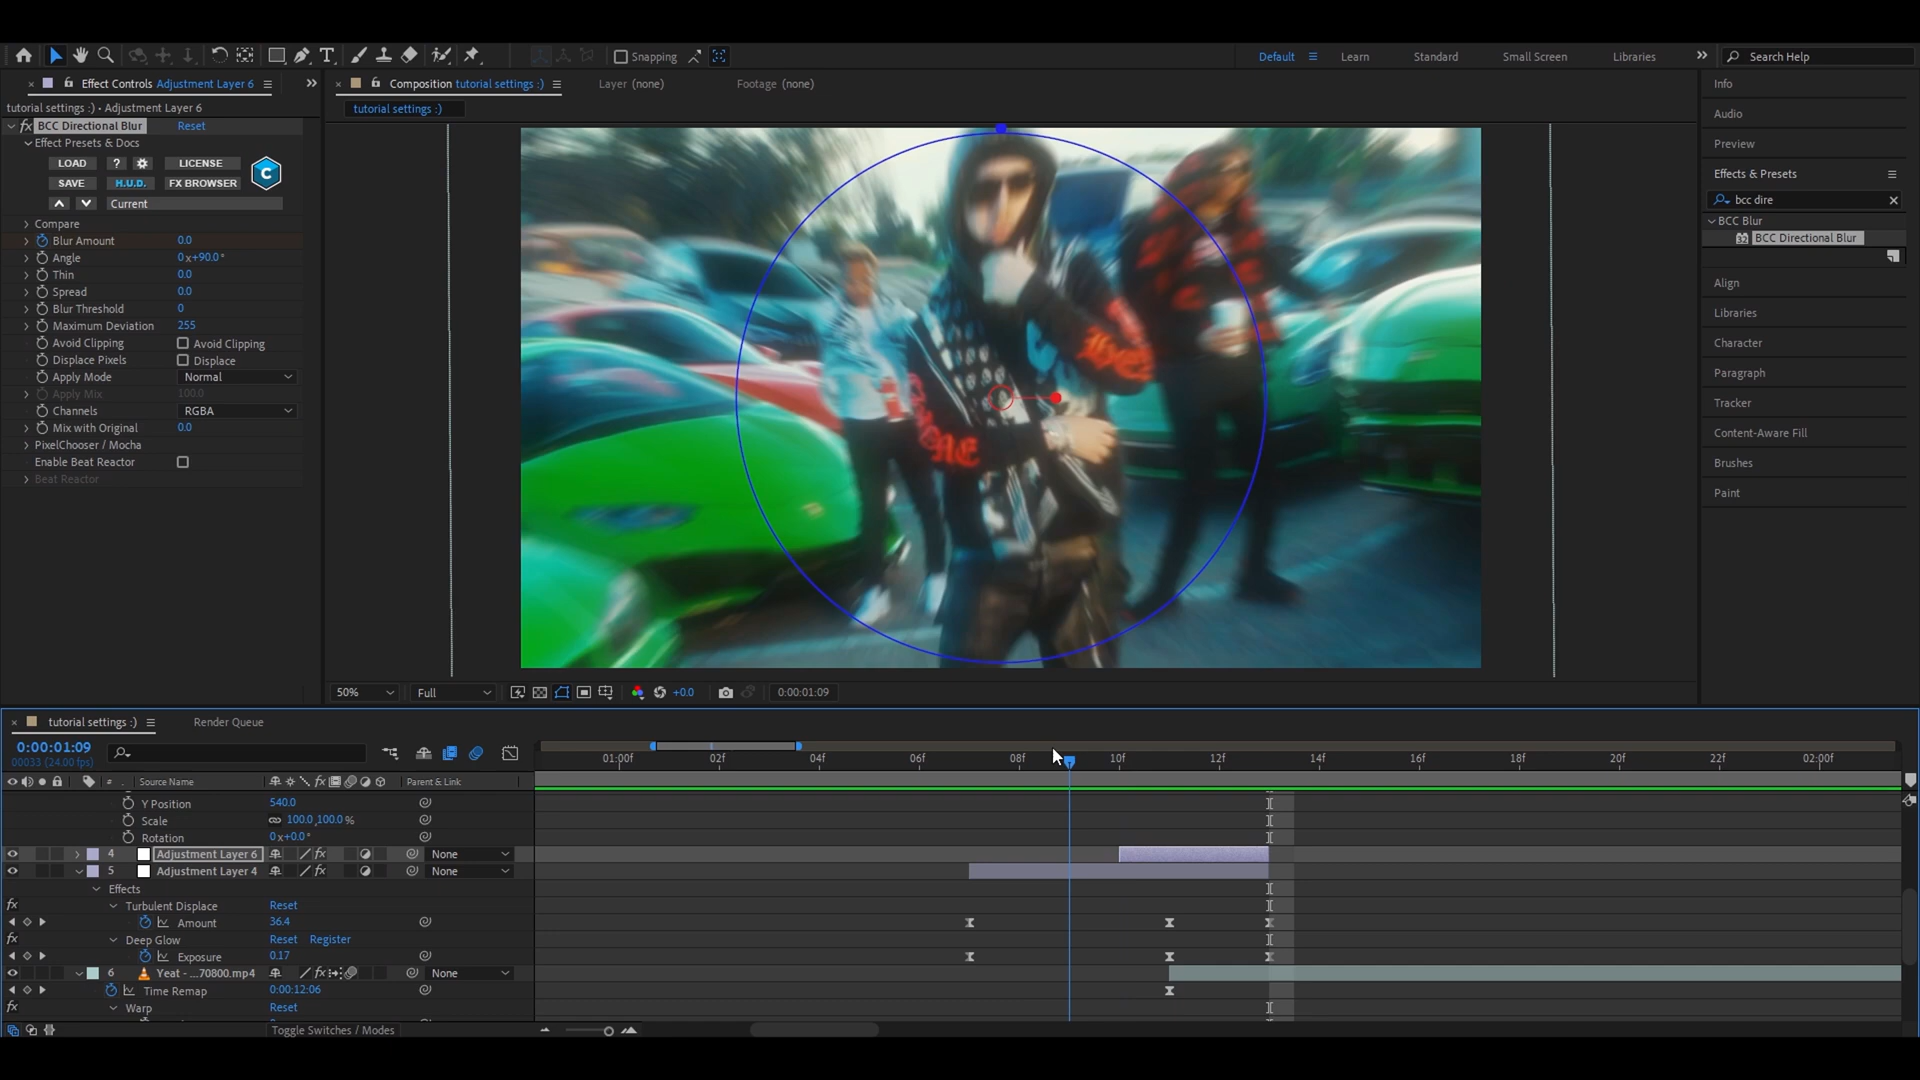 Snapping
Default
Learn
Standard
Small Screen
Libraries
Search Help
Effect Controls Adjustment Layer 6
Composition tutorial settings :)
Layer (none)
Footage (none)
Info
tutorial settings :) • Adjustment Layer 6
tutorial settings :)
Audio
fx BCC Directional Blur Reset
Effect Presets & Docs
Preview
LOAD ? LICENSE
SAVE H.U.D. FX BROWSER
Current
Effects & Presets
bcc dire
BCC Blur
32 BCC Directional Blur
Compare
Blur Amount 0.0
Angle 0x+90.0°
Thin 0.0
Spread 0.0
Blur Threshold 0
Maximum Deviation 255
Avoid Clipping Avoid Clipping
Displace Pixels Displace
Apply Mode Normal
Apply Mix 100.0
Channels RGBA
Mix with Original 0.0
PixelChooser / Mocha
Enable Beat Reactor
Beat Reactor
Align
Libraries
Character
Paragraph
Tracker
Content-Aware Fill
Brushes
Paint
50% Full +0.0 0:00:01:09
tutorial settings :)
Render Queue
0:00:01:09
00033 (24.00 fps)
01:00f 02f 04f 06f 08f 10f 12f 14f 16f 18f 20f 22f 02:00f
# Source Name fx Parent & Link
Y Position 540.0
Scale 100.0,100.0%
Rotation 0x+0.0°
4 Adjustment Layer 6 fx None
5 Adjustment Layer 4 fx None
Effects
fx Turbulent Displace Reset
Amount 36.4
fx Deep Glow Reset Register
Exposure 0.17
6 Yeat - ...70800.mp4 fx None
Time Remap 0:00:12:06
fx Warp Reset
Toggle Switches / Modes